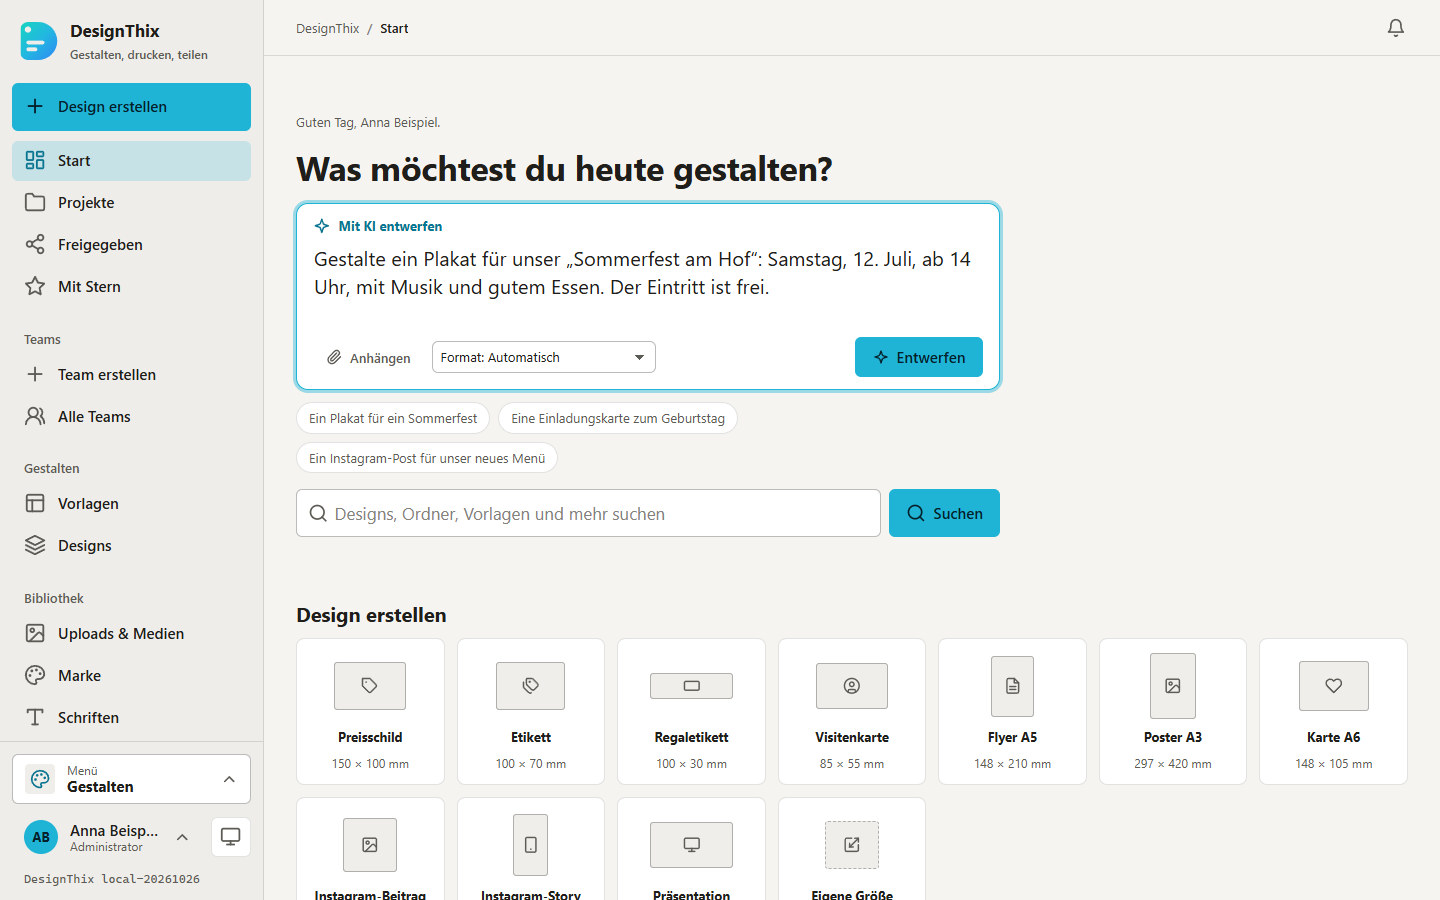 DesignThix
Gestalten, drucken, teilen
Design erstellen
Start
Projekte
Freigegeben
Mit Stern
Teams
Team erstellen
Alle Teams
Gestalten
Vorlagen
Designs
Bibliothek
Uploads & Medien
Marke
Schriften
Menü
Gestalten
AB
Anna Beisp...
Administrator
DesignThix local-20261026
DesignThix / Start
Guten Tag, Anna Beispiel.
Was möchtest du heute gestalten?
Mit KI entwerfen
Gestalte ein Plakat für unser „Sommerfest am Hof“: Samstag, 12. Juli, ab 14
Uhr, mit Musik und gutem Essen. Der Eintritt ist frei.
Anhängen
Format: Automatisch
Entwerfen
Ein Plakat für ein Sommerfest
Eine Einladungskarte zum Geburtstag
Ein Instagram-Post für unser neues Menü
Designs, Ordner, Vorlagen und mehr suchen
Suchen
Design erstellen
Preisschild
150 × 100 mm
Etikett
100 × 70 mm
Regaletikett
100 × 30 mm
Visitenkarte
85 × 55 mm
Flyer A5
148 × 210 mm
Poster A3
297 × 420 mm
Karte A6
148 × 105 mm
Instagram-Beitrag
Instagram-Story
Präsentation
Eigene Größe